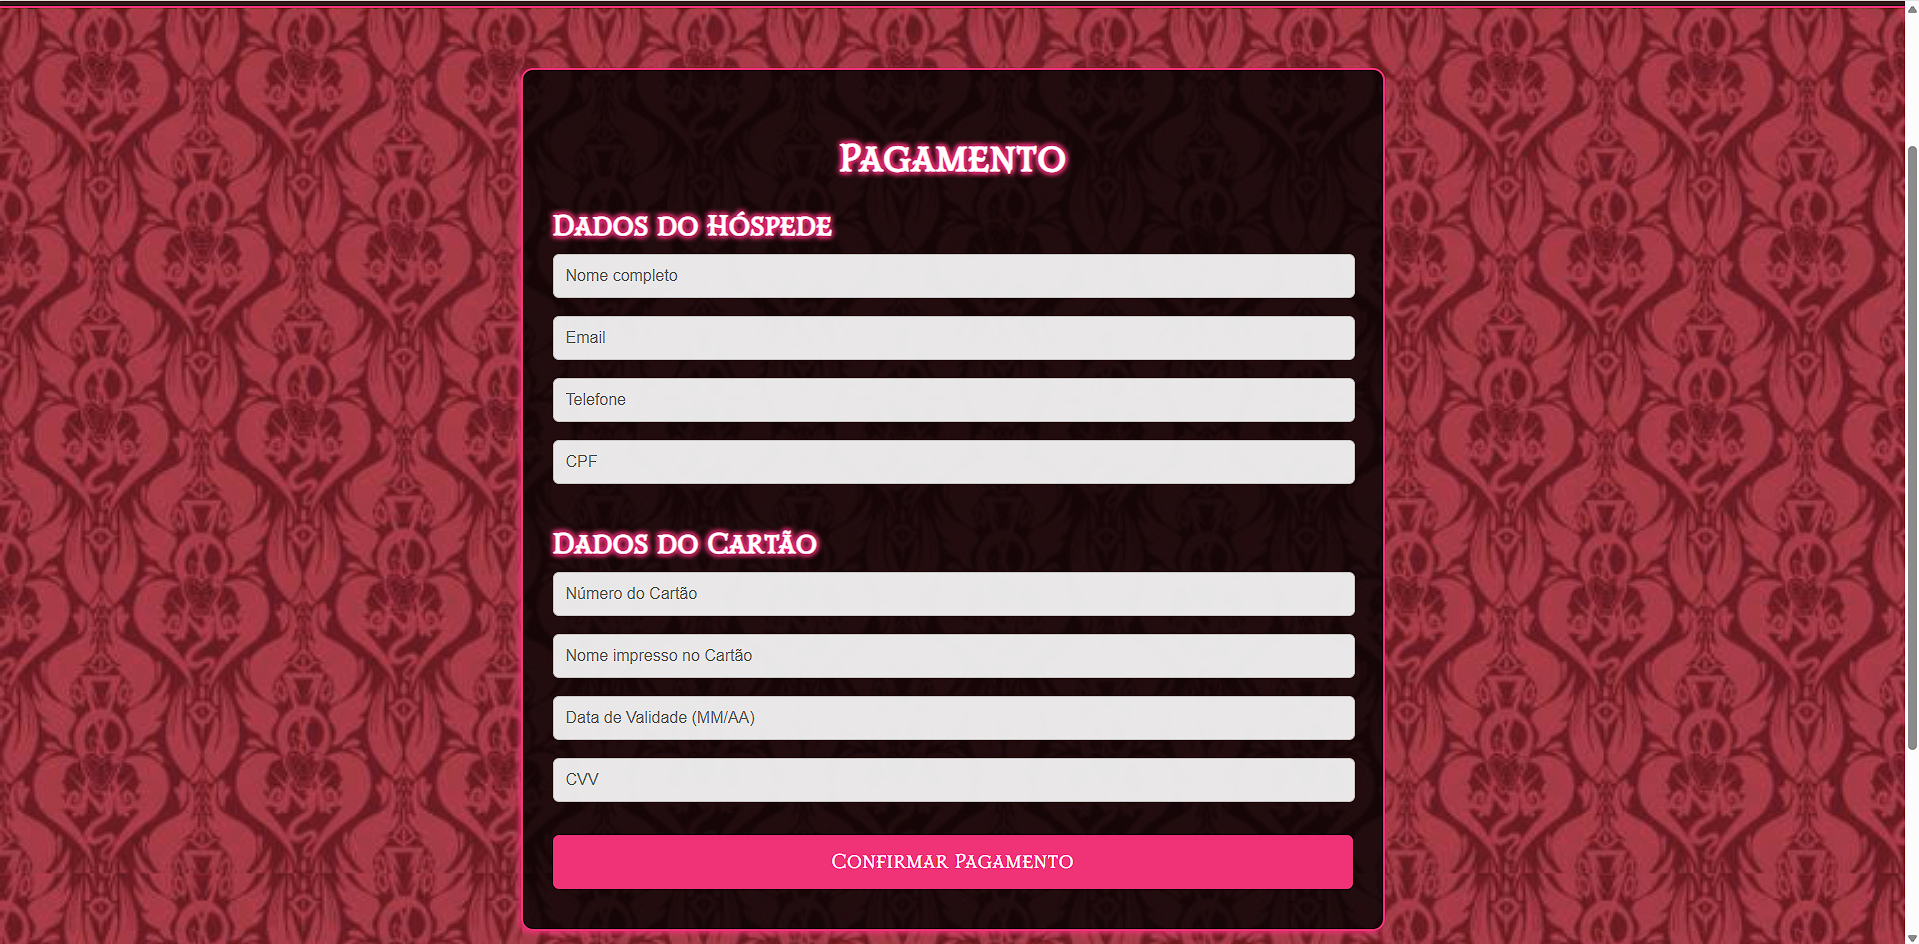 Pagamento
Dados do Hóspede
Nome completo
Email
Telefone
CPF
Dados do Cartão
Número do Cartão
Nome impresso no Cartão
Data de Validade (MM/AA)
CVV
Confirmar Pagamento